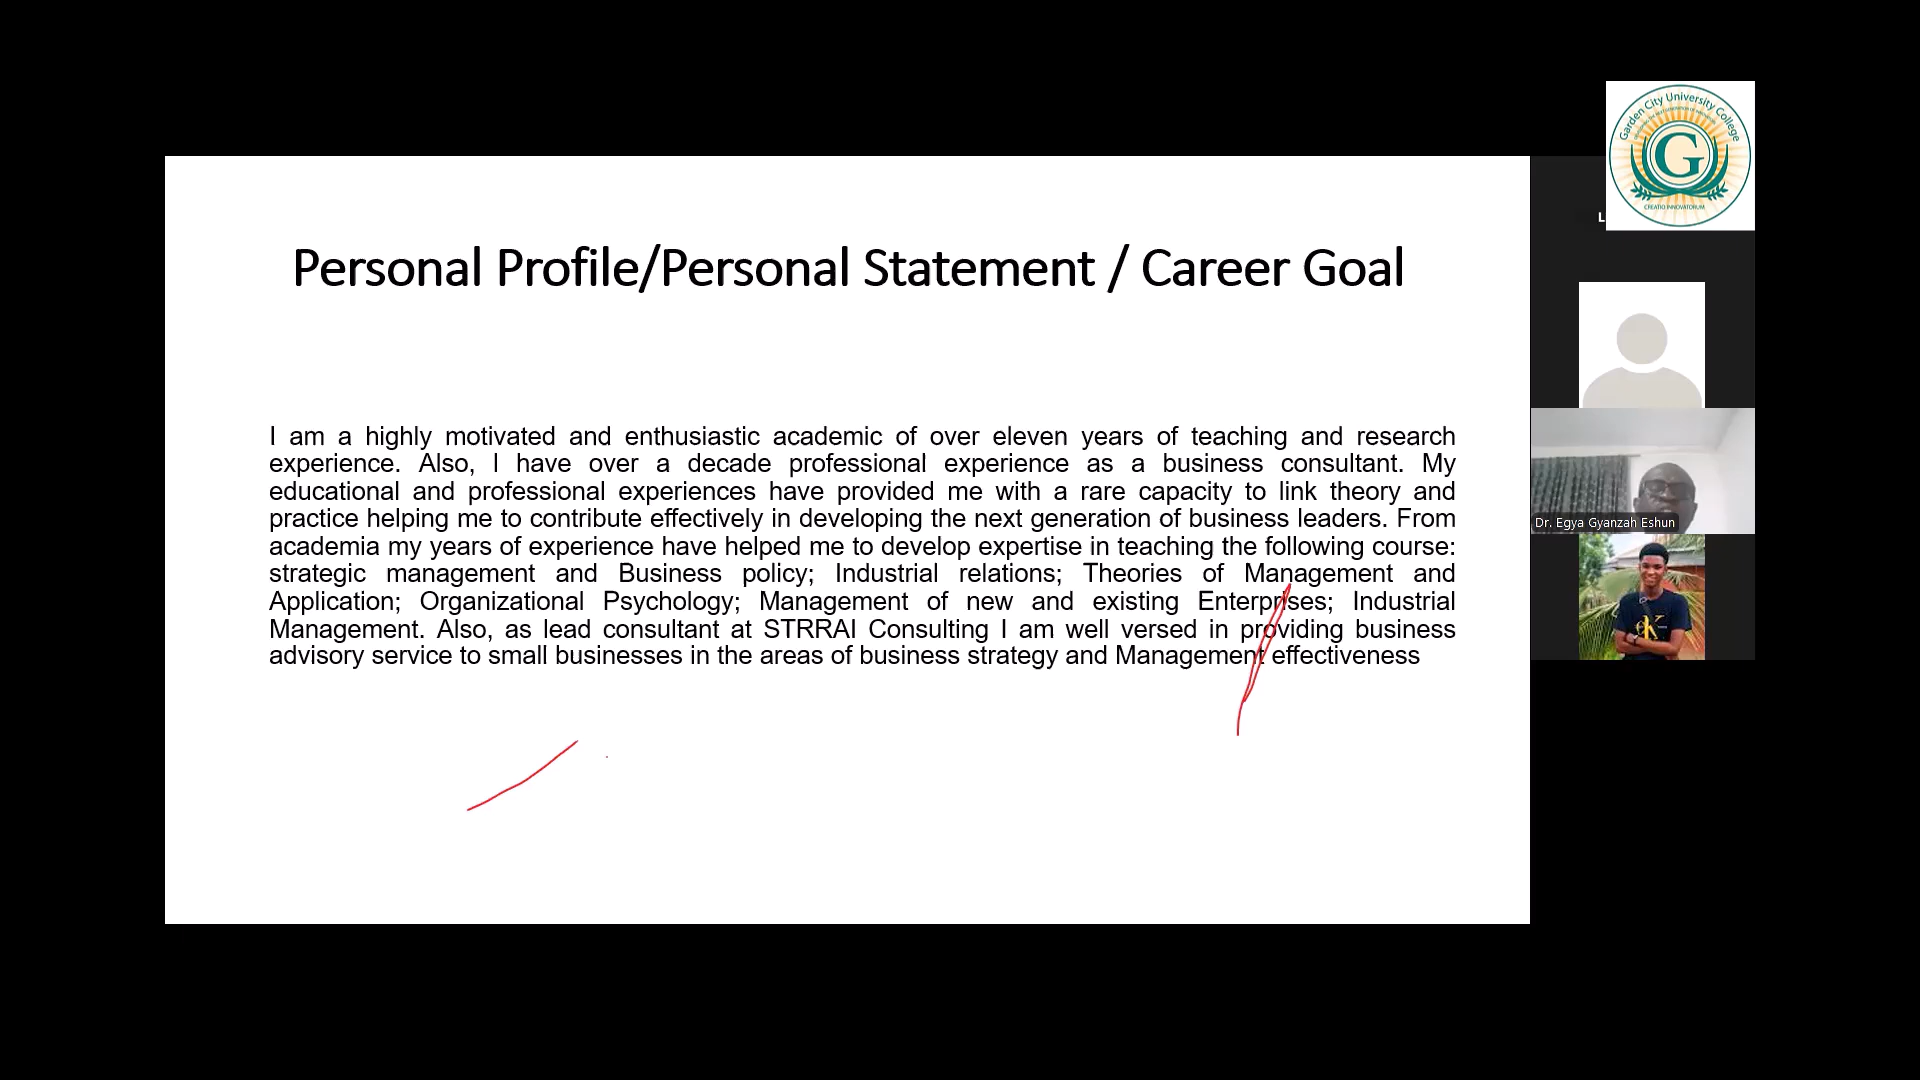 Personal Profile/Personal Statement / Career Goal
I am a highly motivated and enthusiastic academic of over eleven years of teaching and research
experience. Also, I have over a decade professional experience as a business consultant. My
educational and professional experiences have provided me with a rare capacity to link theory and
practice helping me to contribute effectively in developing the next generation of business leaders. From
academia my years of experience have helped me to develop expertise in teaching the following course:
strategic management and Business policy; Industrial relations; Theories of Management and
Application; Organizational Psychology; Management of new and existing Enterprises; Industrial
Management. Also, as lead consultant at STRRAI Consulting I am well versed in providing business
advisory service to small businesses in the areas of business strategy and Management effectiveness
Garden City University College
G
CREATIO INNOVATORUM
L
Dr. Egya Gyanzah Eshun